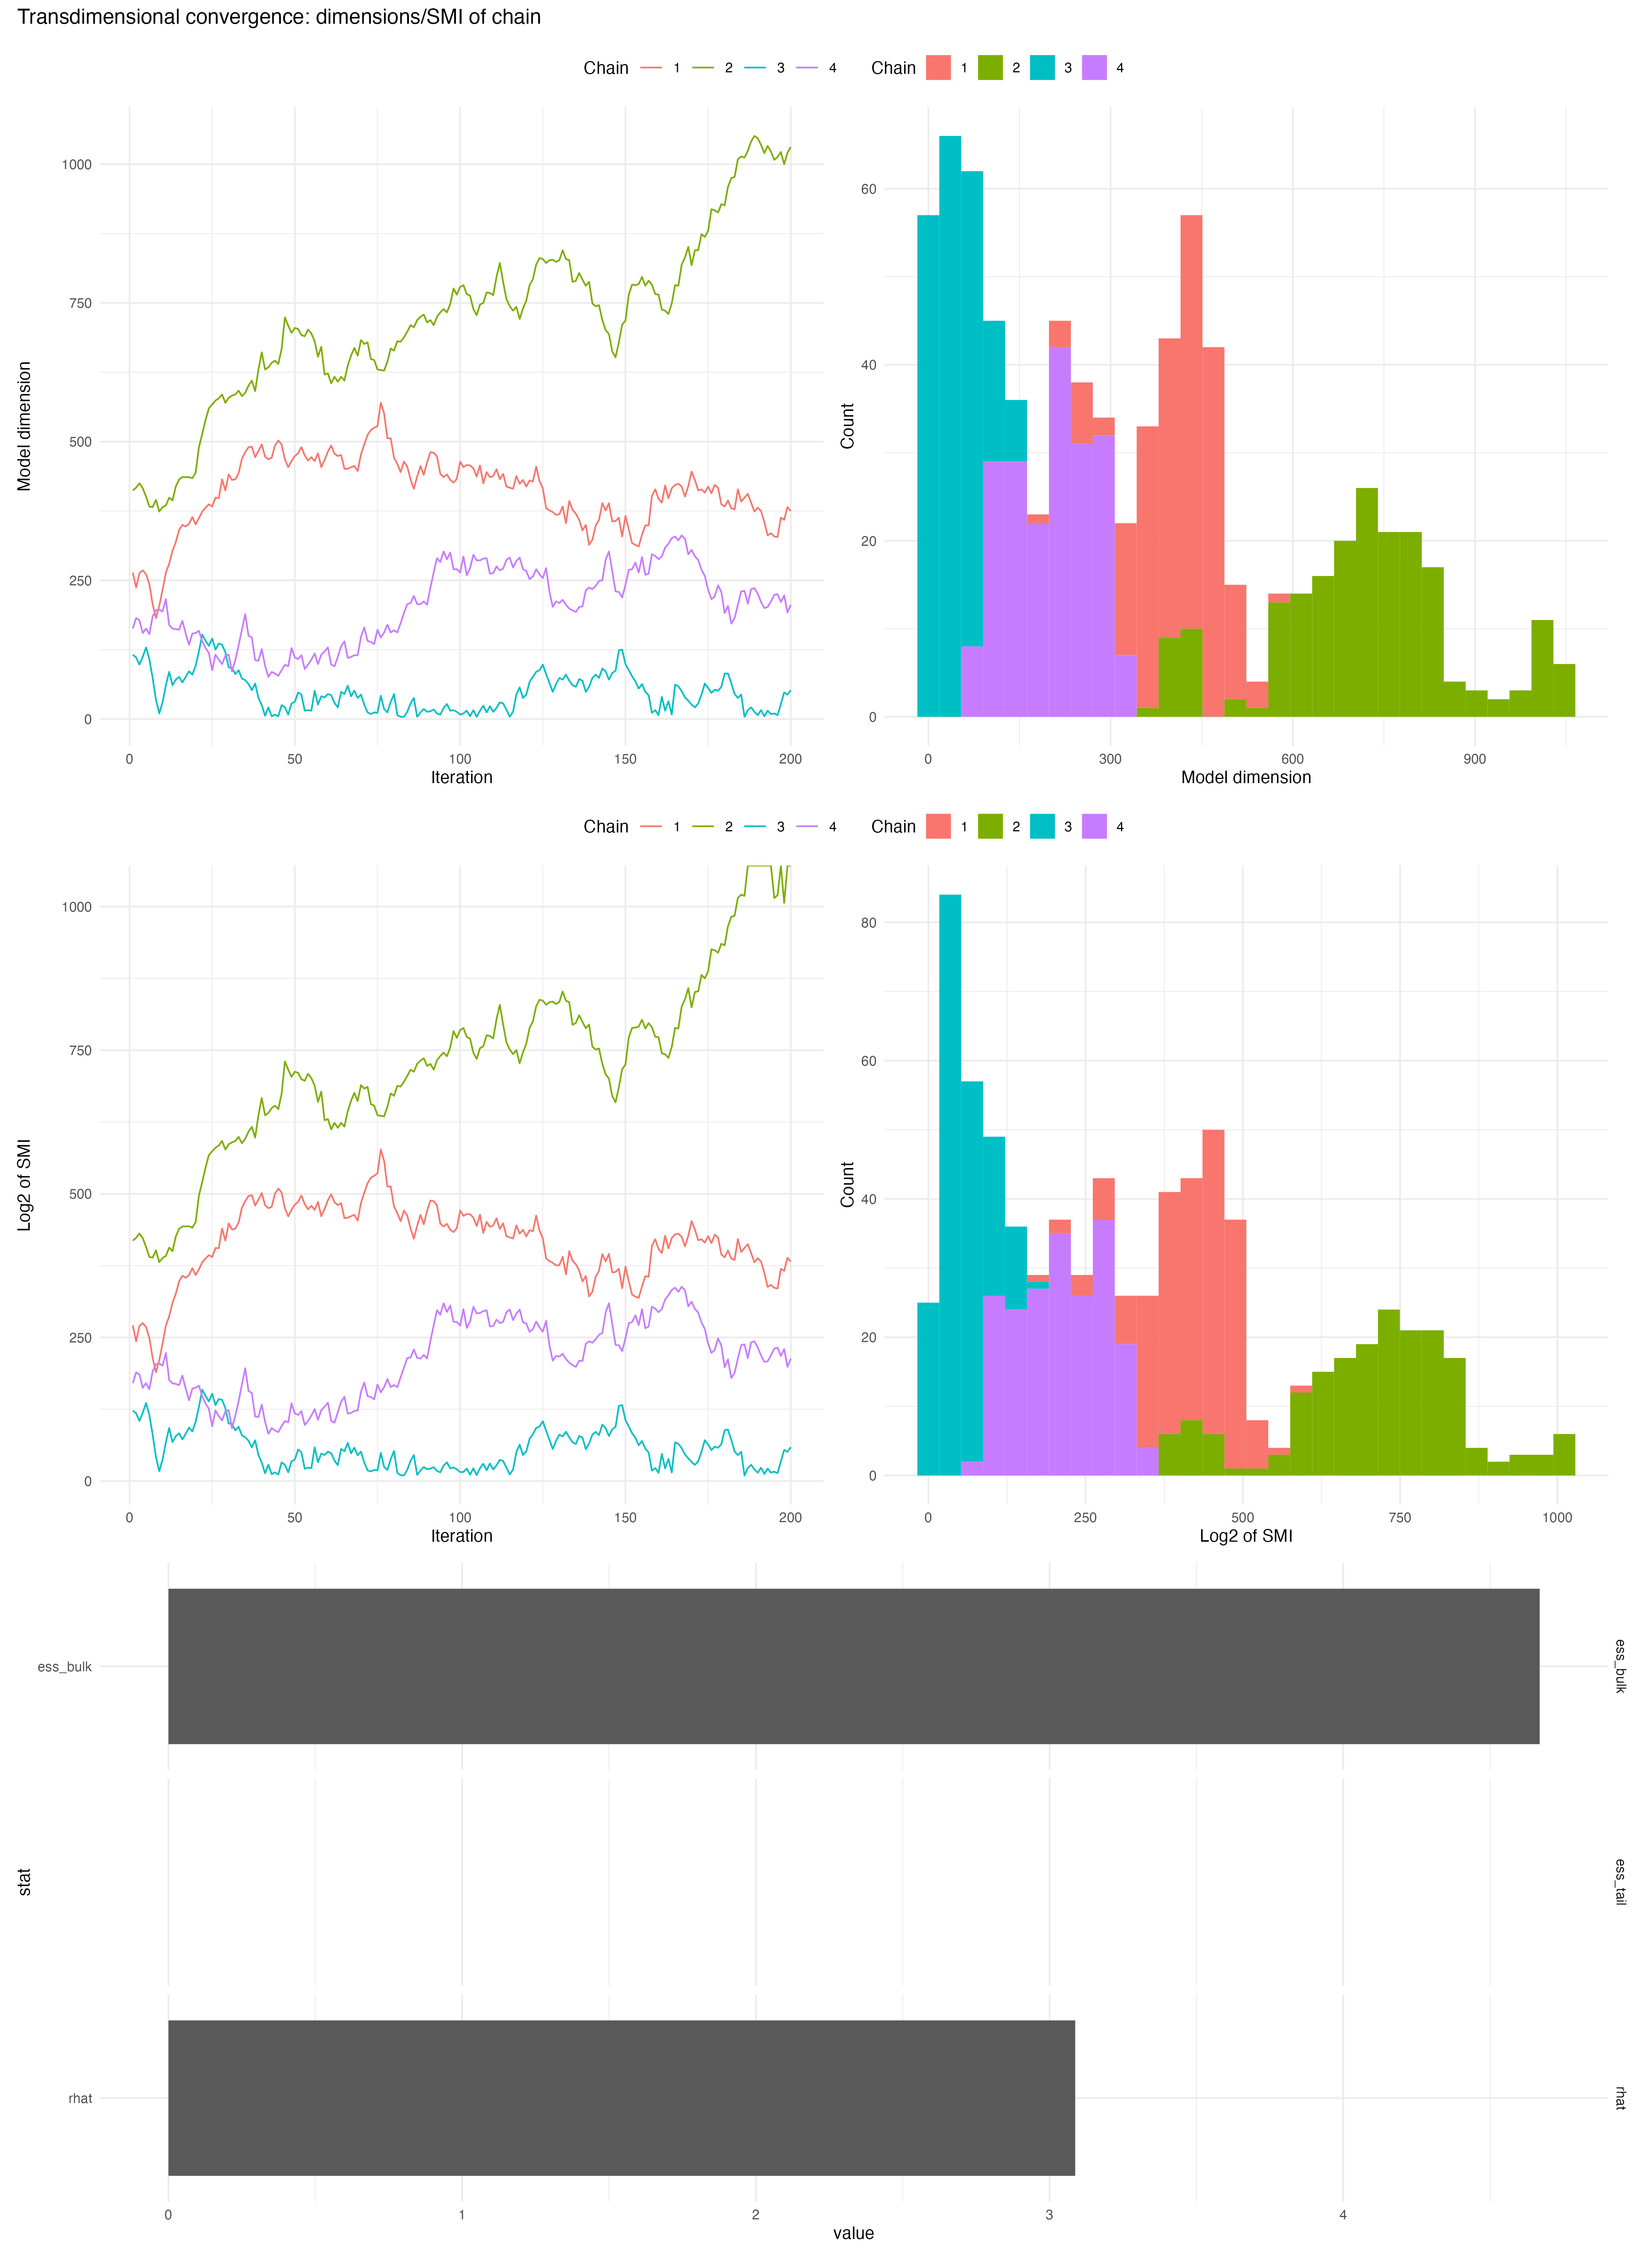 Transdimensional convergence: dimensions/SMI of chain
Chain 1 2 3 4
Chain 1 2 3 4
Model dimension
1000
750
500
250
0
0 50 100 150 200
Iteration
Count
60
40
20
0
0 300 600 900
Model dimension
Chain 1 2 3 4
Chain 1 2 3 4
Log2 of SMI
1000
750
500
250
0
0 50 100 150 200
Iteration
Count
80
60
40
20
0
0 250 500 750 1000
Log2 of SMI
stat
ess_bulk
ess_bulk
ess_tail
rhat
rhat
0 1 2 3 4
value